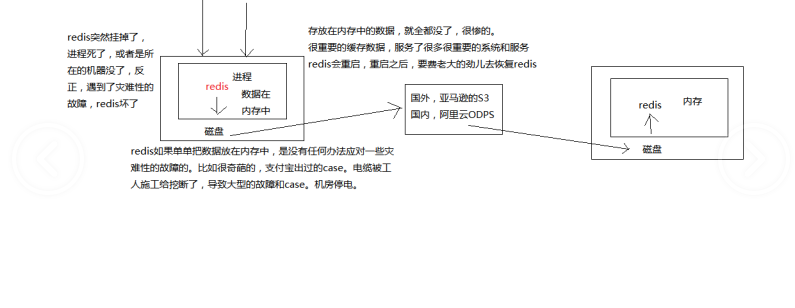 redis突然挂掉了，
进程死了，或者是所
在的机器没了，反
正，遇到了灾难性的
故障，redis坏了
进程
redis
数据在
内存中
磁盘
存放在内存中的数据，就全都没了，很惨的。
很重要的缓存数据，服务了很多很重要的系统和服务
redis会重启，重启之后，要费老大的劲儿去恢复redis
国外，亚马逊的S3
国内，阿里云ODPS
redis
内存
磁盘
redis如果单单把数据放在内存中，是没有任何办法应对一些灾
难性的故障的。比如很奇葩的，支付宝出过的case。电缆被工
人施工给挖断了，导致大型的故障和case。机房停电。